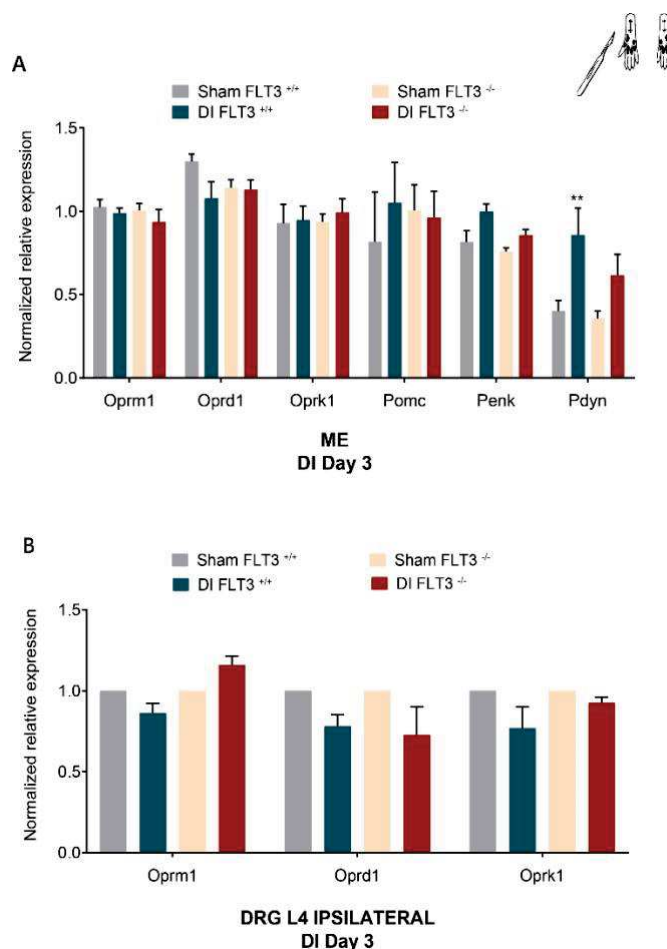 A
Sham FLT3 +/+
Sham FLT3 -/-
DI FLT3 +/+
DI FLT3 -/-
Normalized relative expression
1.5
1.0
0.5
0.0
**
Oprm1
Oprd1
Oprk1
Pomc
Penk
Pdyn
ME
DI Day 3
B
Sham FLT3 +/+
Sham FLT3 -/-
DI FLT3 +/+
DI FLT3 -/-
Normalized relative expression
1.5
1.0
0.5
0.0
Oprm1
Oprd1
Oprk1
DRG L4 IPSILATERAL
DI Day 3